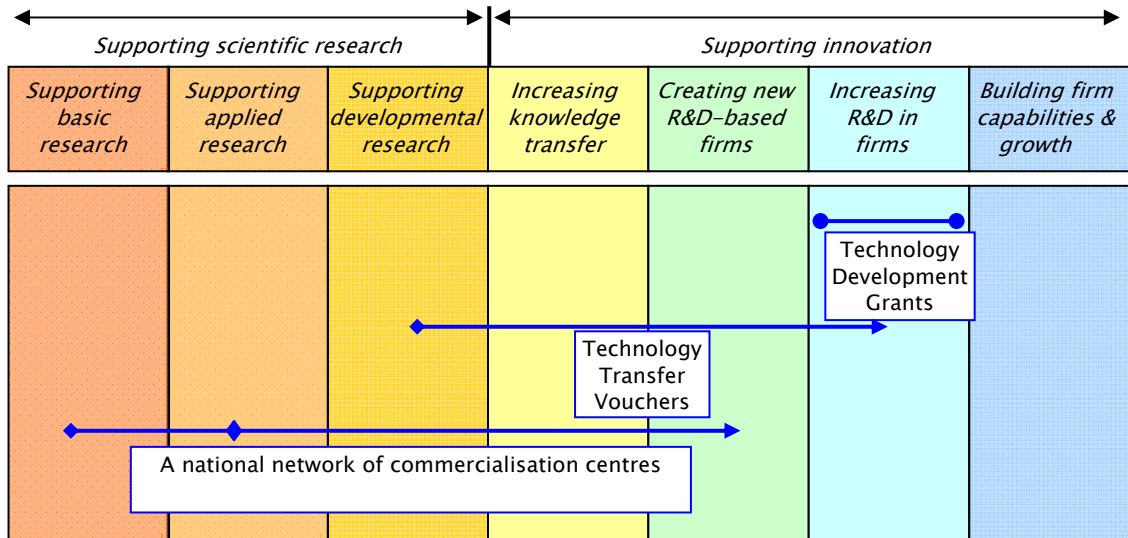 Supporting scientific research
Supporting innovation
Supporting
basic
research
Supporting
applied
research
Supporting
developmental
research
Increasing
knowledge
transfer
Creating new
R&D-based
firms
Increasing
R&D in
firms
Building firm
capabilities &
growth
Technology
Development
Grants
Technology
Transfer
Vouchers
A national network of commercialisation centres